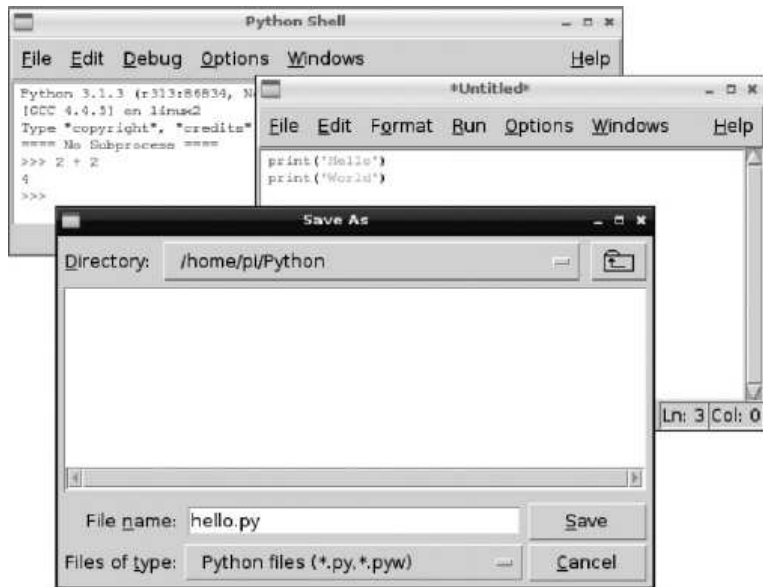 Python Shell
File Edit Debug Options Windows Help
Python 3.1.3 (r313:86834, N
[GCC 4.4.5] on linux2
Type "copyright", "credits"
==== No Subprocess ====
>>> 2 + 2
4
>>>
*Untitled*
File Edit Format Run Options Windows Help
print('Hello')
print('World')
Ln: 3 Col: 0
Save As
Directory: /home/pi/Python
File name: hello.py Save
Files of type: Python files (*.py,*.pyw) Cancel